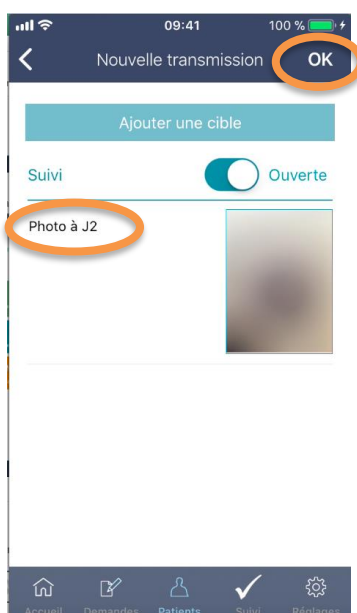 09:41 100 %
Nouvelle transmission OK
Ajouter une cible
Suivi Ouverte
Photo à J2
Accueil Demandes Patients Suivi Réglages